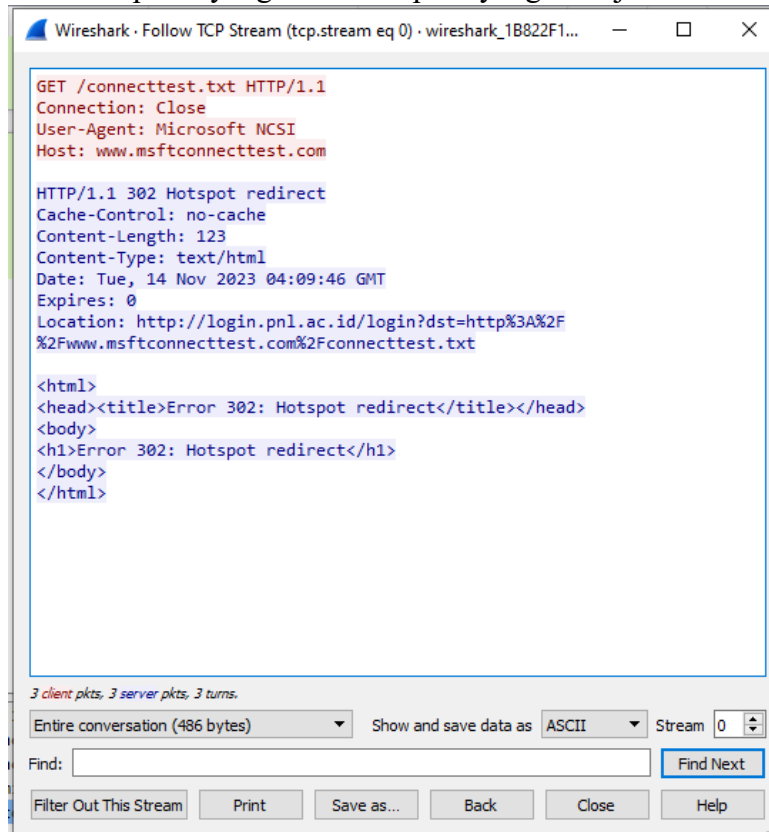 Wireshark · Follow TCP Stream (tcp.stream eq 0) · wireshark_1B822F1...
GET /connecttest.txt HTTP/1.1
Connection: Close
User-Agent: Microsoft NCSI
Host: www.msftconnecttest.com
HTTP/1.1 302 Hotspot redirect
Cache-Control: no-cache
Content-Length: 123
Content-Type: text/html
Date: Tue, 14 Nov 2023 04:09:46 GMT
Expires: 0
Location: http://login.pnl.ac.id/login?dst=http%3A%2F
%2Fwww.msftconnecttest.com%2Fconnecttest.txt
<html>
<head><title>Error 302: Hotspot redirect</title></head>
<body>
<h1>Error 302: Hotspot redirect</h1>
</body>
</html>
3 client pkts, 3 server pkts, 3 turns.
Entire conversation (486 bytes) Show and save data as ASCII Stream 0
Find: Find Next
Filter Out This Stream Print Save as... Back Close Help